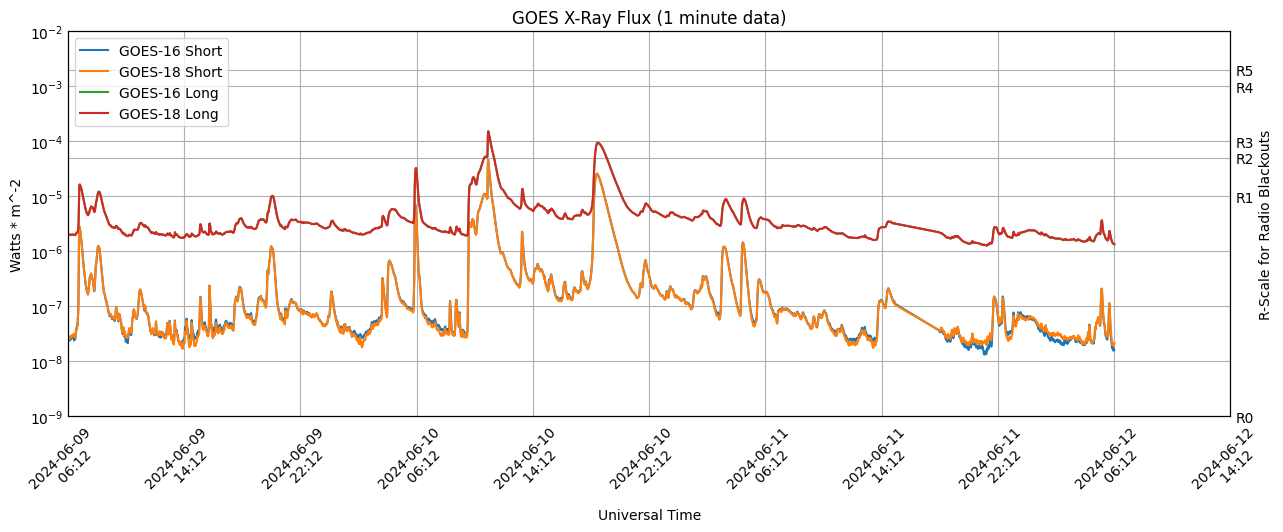 GOES X-Ray Flux (1 minute data)
GOES-16 Short
GOES-18 Short
GOES-16 Long
GOES-18 Long
Watts * m^-2
10⁻²
10⁻³
10⁻⁴
10⁻⁵
10⁻⁶
10⁻⁷
10⁻⁸
10⁻⁹
R5
R4
R3
R2
R1
R0
R-Scale for Radio Blackouts
2024-06-09
06:12
2024-06-09
14:12
2024-06-09
22:12
2024-06-10
06:12
2024-06-10
14:12
2024-06-10
22:12
2024-06-11
06:12
2024-06-11
14:12
2024-06-11
22:12
2024-06-12
06:12
2024-06-12
14:12
Universal Time